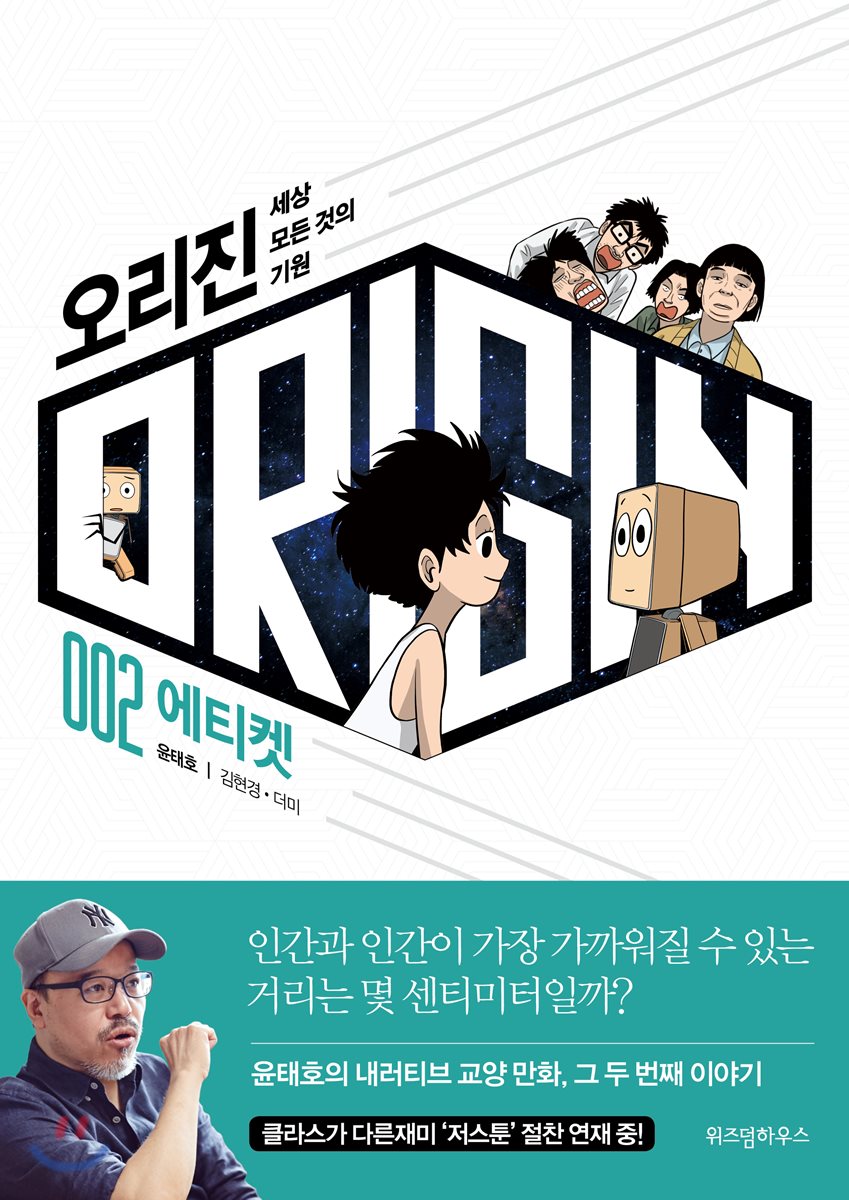 오리진
세상
모든 것의
기원
ORIGIN
002 에티켓
윤태호 | 김현경 • 더미
NY
인간과 인간이 가장 가까워질 수 있는
거리는 몇 센티미터일까?
윤태호의 내러티브 교양 만화, 그 두 번째 이야기
클라스가 다른재미 ‘저스툰’ 절찬 연재 중!
위즈덤하우스